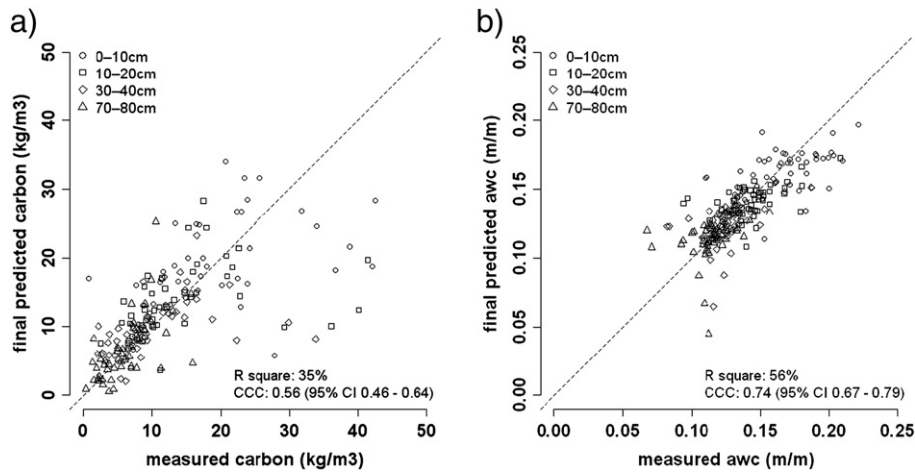 a)
final predicted carbon (kg/m3)
50
40
30
20
10
0
0–10cm
10–20cm
30–40cm
70–80cm
R square: 35%
CCC: 0.56 (95% CI 0.46 - 0.64)
0 10 20 30 40 50
measured carbon (kg/m3)
b)
final predicted awc (m/m)
0.25
0.20
0.15
0.10
0.05
0.00
0–10cm
10–20cm
30–40cm
70–80cm
R square: 56%
CCC: 0.74 (95% CI 0.67 - 0.79)
0.00 0.05 0.10 0.15 0.20 0.25
measured awc (m/m)